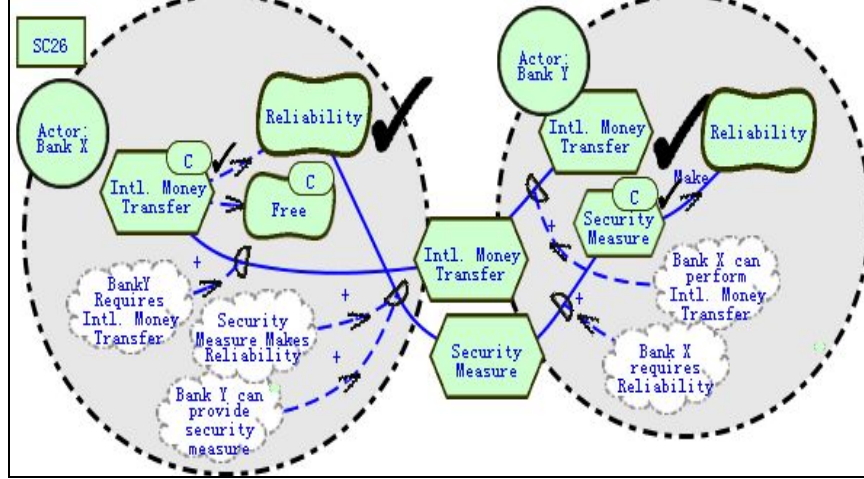 SC26
Actor:
Bank X
Reliability
C
Intl. Money
Transfer
C
Free
+
BankY
Requires
Intl. Money
Transfer
+
Security
Measure Makes
Reliability
+
Bank Y can
provide
security
measure
Intl. Money
Transfer
Security
Measure
Actor:
Bank Y
Intl. Money
Transfer
Reliability
Make
C
Security
Measure
+
Bank X can
perform
Intl. Money
Transfer
+
Bank X
requires
Reliability